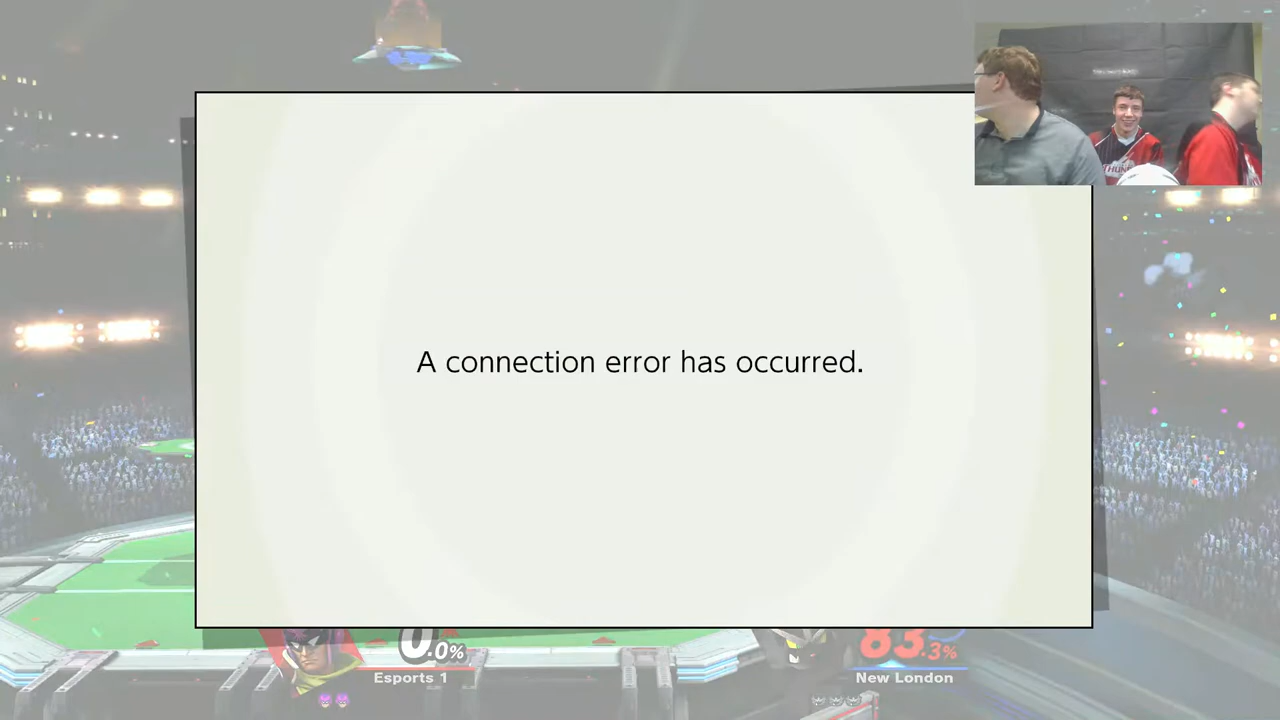 A connection error has occurred.
0.0%
83.3%
Esports 1
New London